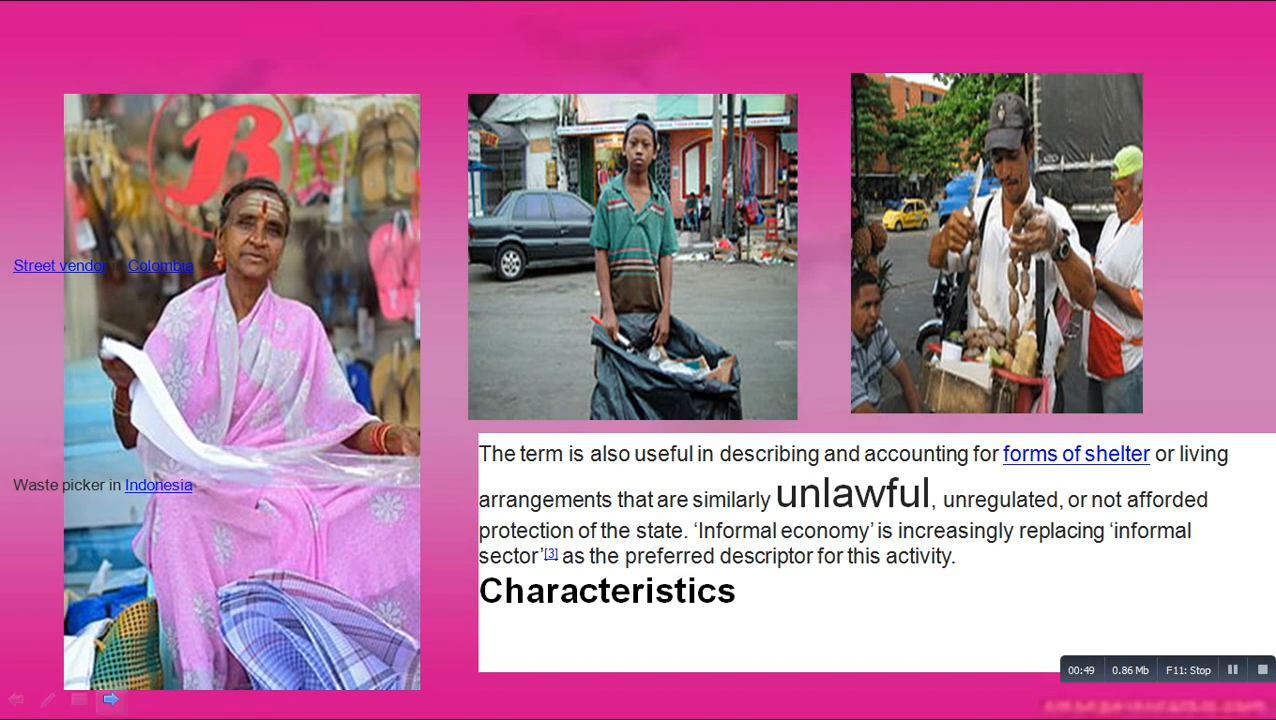 B
Street vendor Colombia
Waste picker in Indonesia
The term is also useful in describing and accounting for forms of shelter or living
arrangements that are similarly unlawful, unregulated, or not afforded
protection of the state. ‘Informal economy’ is increasingly replacing ‘informal
sector’[3] as the preferred descriptor for this activity.
Characteristics
00:49 0.86 Mb F11: Stop